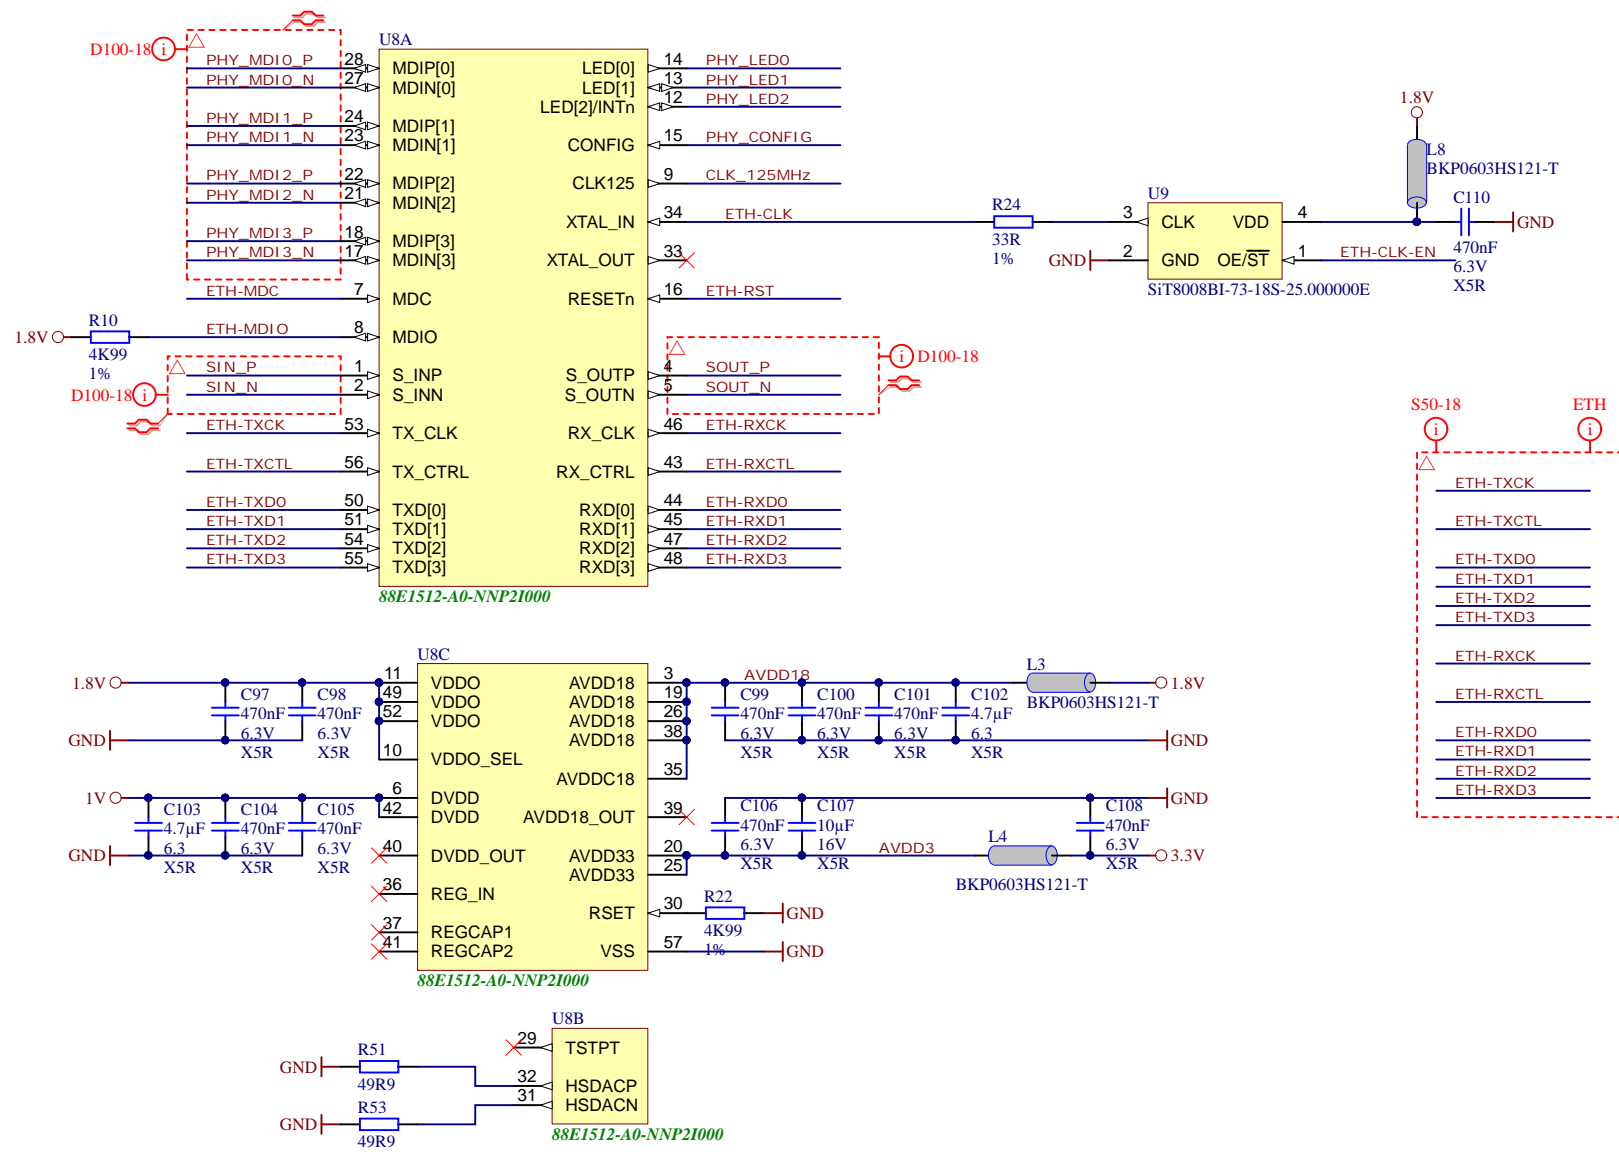 D100-18 i
U8A
PHY_MDI0_P 28 MDIP[0] LED[0] 14 PHY_LED0
PHY_MDI0_N 27 MDIN[0] LED[1] 13 PHY_LED1
LED[2]/INTn 12 PHY_LED2
PHY_MDI1_P 24 MDIP[1]
PHY_MDI1_N 23 MDIN[1] CONFIG 15 PHY_CONFIG
PHY_MDI2_P 22 MDIP[2] CLK125 9 CLK_125MHz
PHY_MDI2_N 21 MDIN[2]
XTAL_IN 34 ETH-CLK
PHY_MDI3_P 18 MDIP[3]
PHY_MDI3_N 17 MDIN[3] XTAL_OUT 33
ETH-MDC 7 MDC RESETn 16 ETH-RST
1.8V R10 ETH-MDIO 8 MDIO
4K99
1%
SIN_P 1 S_INP S_OUTP 4 SOUT_P
SIN_N 2 S_INN S_OUTN 5 SOUT_N
D100-18 i
i D100-18
ETH-TXCK 53 TX_CLK RX_CLK 46 ETH-RXCK
ETH-TXCTL 56 TX_CTRL RX_CTRL 43 ETH-RXCTL
ETH-TXD0 50 TXD[0] RXD[0] 44 ETH-RXD0
ETH-TXD1 51 TXD[1] RXD[1] 45 ETH-RXD1
ETH-TXD2 54 TXD[2] RXD[2] 47 ETH-RXD2
ETH-TXD3 55 TXD[3] RXD[3] 48 ETH-RXD3
88E1512-A0-NNP2I000
1.8V
L8
BKP0603HS121-T
U9
R24
33R
1%
3 CLK VDD 4
GND 2 GND OE/ST 1 ETH-CLK-EN
SiT8008BI-73-18S-25.000000E
C110
470nF
6.3V
X5R
GND
S50-18 ETH
i i
ETH-TXCK
ETH-TXCTL
ETH-TXD0
ETH-TXD1
ETH-TXD2
ETH-TXD3
ETH-RXCK
ETH-RXCTL
ETH-RXD0
ETH-RXD1
ETH-RXD2
ETH-RXD3
U8C
1.8V 11 VDDO AVDD18 3 AVDD18
49 VDDO AVDD18 19
52 VDDO AVDD18 26
AVDD18 38
10 VDDO_SEL
AVDDC18 35
GND
C97
470nF
6.3V
X5R
C98
470nF
6.3V
X5R
C99
470nF
6.3V
X5R
C100
470nF
6.3V
X5R
C101
470nF
6.3V
X5R
C102
4.7µF
6.3
X5R
L3
BKP0603HS121-T
1.8V
GND
1V 6 DVDD
42 DVDD AVDD18_OUT 39
GND 40 DVDD_OUT AVDD33 20 AVDD3
AVDD33 25
36 REG_IN
RSET 30
37 REGCAP1
41 REGCAP2 VSS 57
C103
4.7µF
6.3
X5R
C104
470nF
6.3V
X5R
C105
470nF
6.3V
X5R
C106
470nF
6.3V
X5R
C107
10µF
16V
X5R
C108
470nF
6.3V
X5R
GND
L4
BKP0603HS121-T
3.3V
R22
4K99
1%
GND
GND
88E1512-A0-NNP2I000
U8B
29 TSTPT
32 HSDACP
31 HSDACN
GND R51
49R9
GND R53
49R9
88E1512-A0-NNP2I000